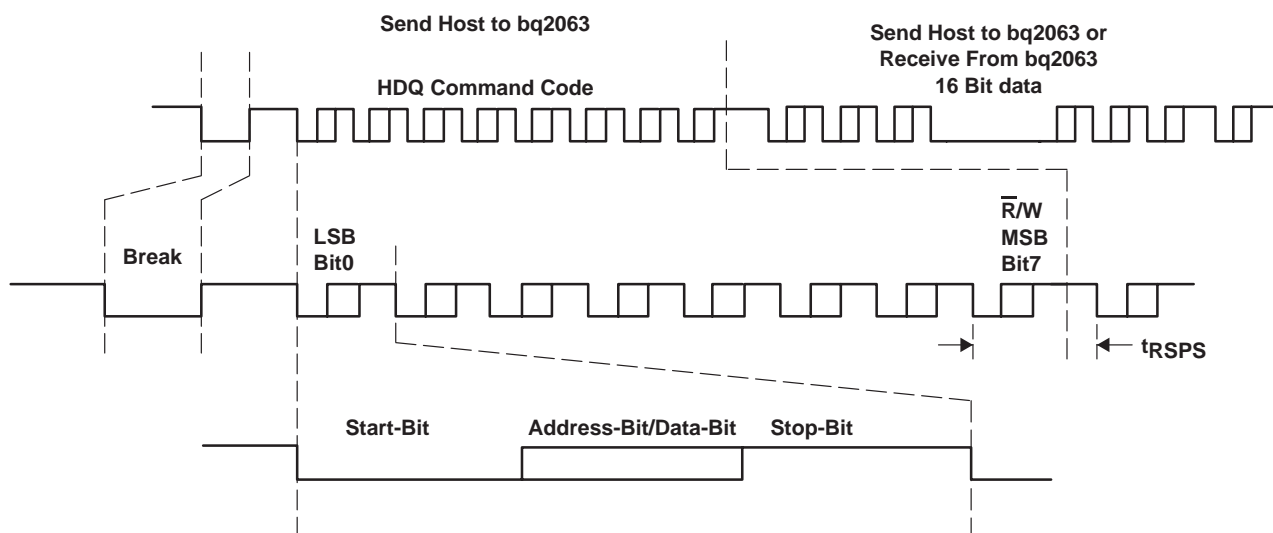 Send Host to bq2063
Send Host to bq2063 or
Receive From bq2063
16 Bit data
HDQ Command Code
Break
LSB
Bit0
R̅/W
MSB
Bit7
tRSPS
Start-Bit
Address-Bit/Data-Bit
Stop-Bit